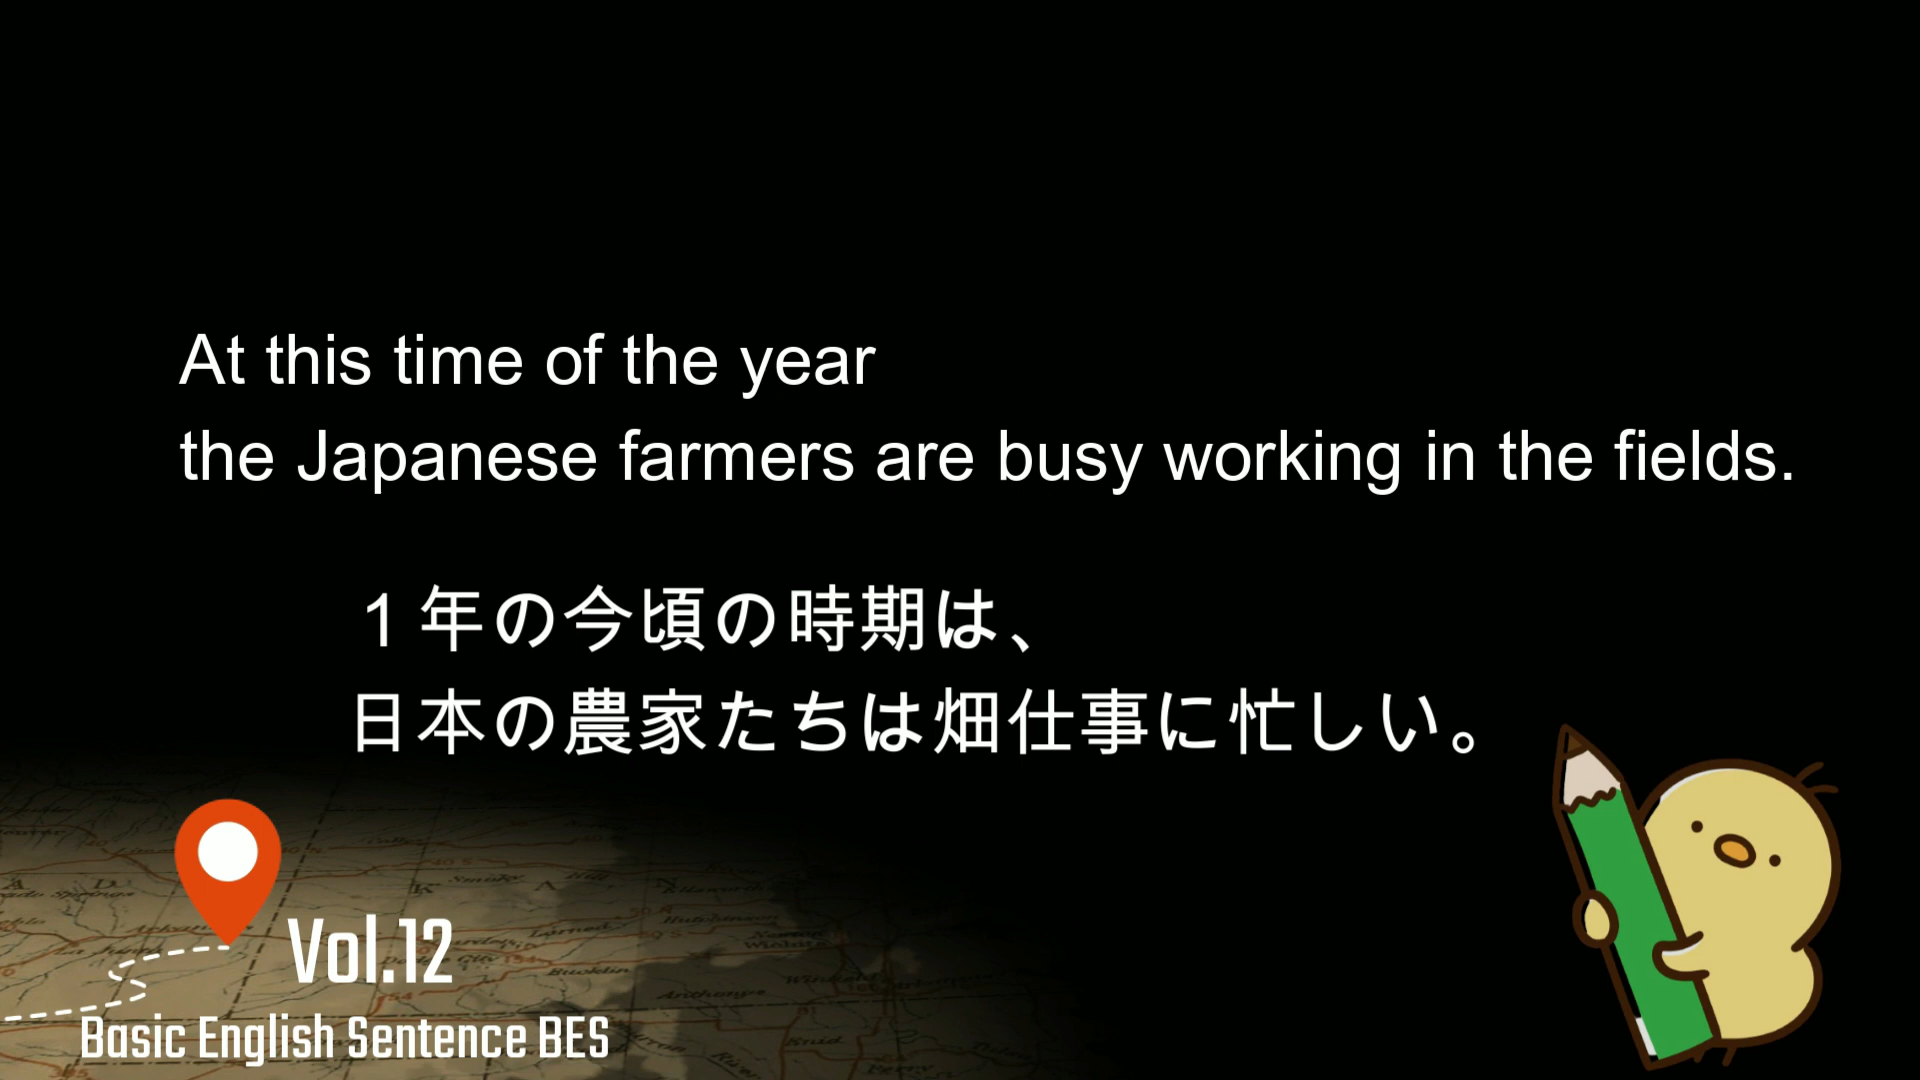 At this time of the year
the Japanese farmers are busy working in the fields.
１年の今頃の時期は、
日本の農家たちは畑仕事に忙しい。
Vol.12
Basic English Sentence BES